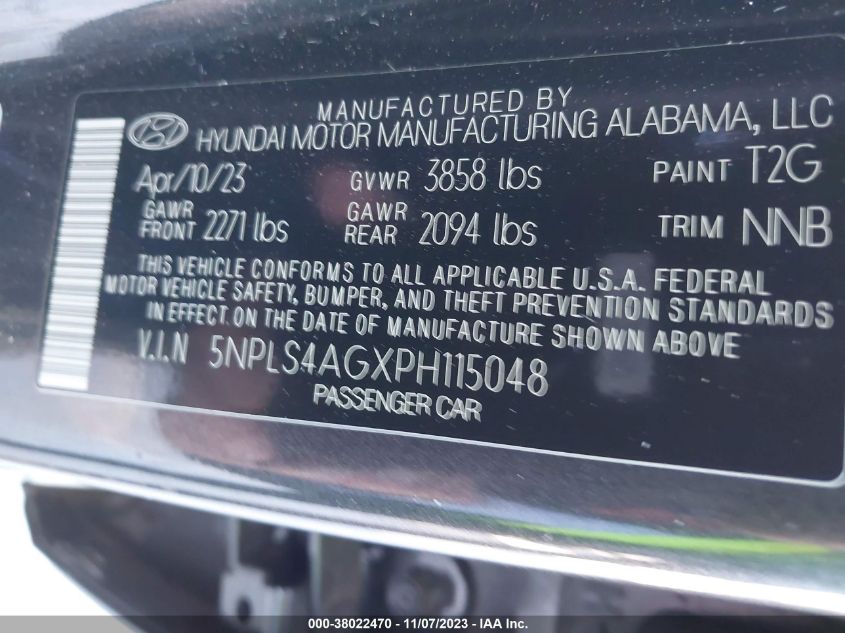 MANUFACTURED BY
HYUNDAI MOTOR MANUFACTURING ALABAMA, LLC
Apr/10/23 GVWR 3858 lbs PAINT T2G
GAWR FRONT 2271 lbs GAWR REAR 2094 lbs TRIM NNB
THIS VEHICLE CONFORMS TO ALL APPLICABLE U.S.A. FEDERAL
MOTOR VEHICLE SAFETY, BUMPER, AND THEFT PREVENTION STANDARDS
IN EFFECT ON THE DATE OF MANUFACTURE SHOWN ABOVE
V.I.N 5NPLS4AGXPH115048
PASSENGER CAR
000-38022470 - 11/07/2023 - IAA Inc.